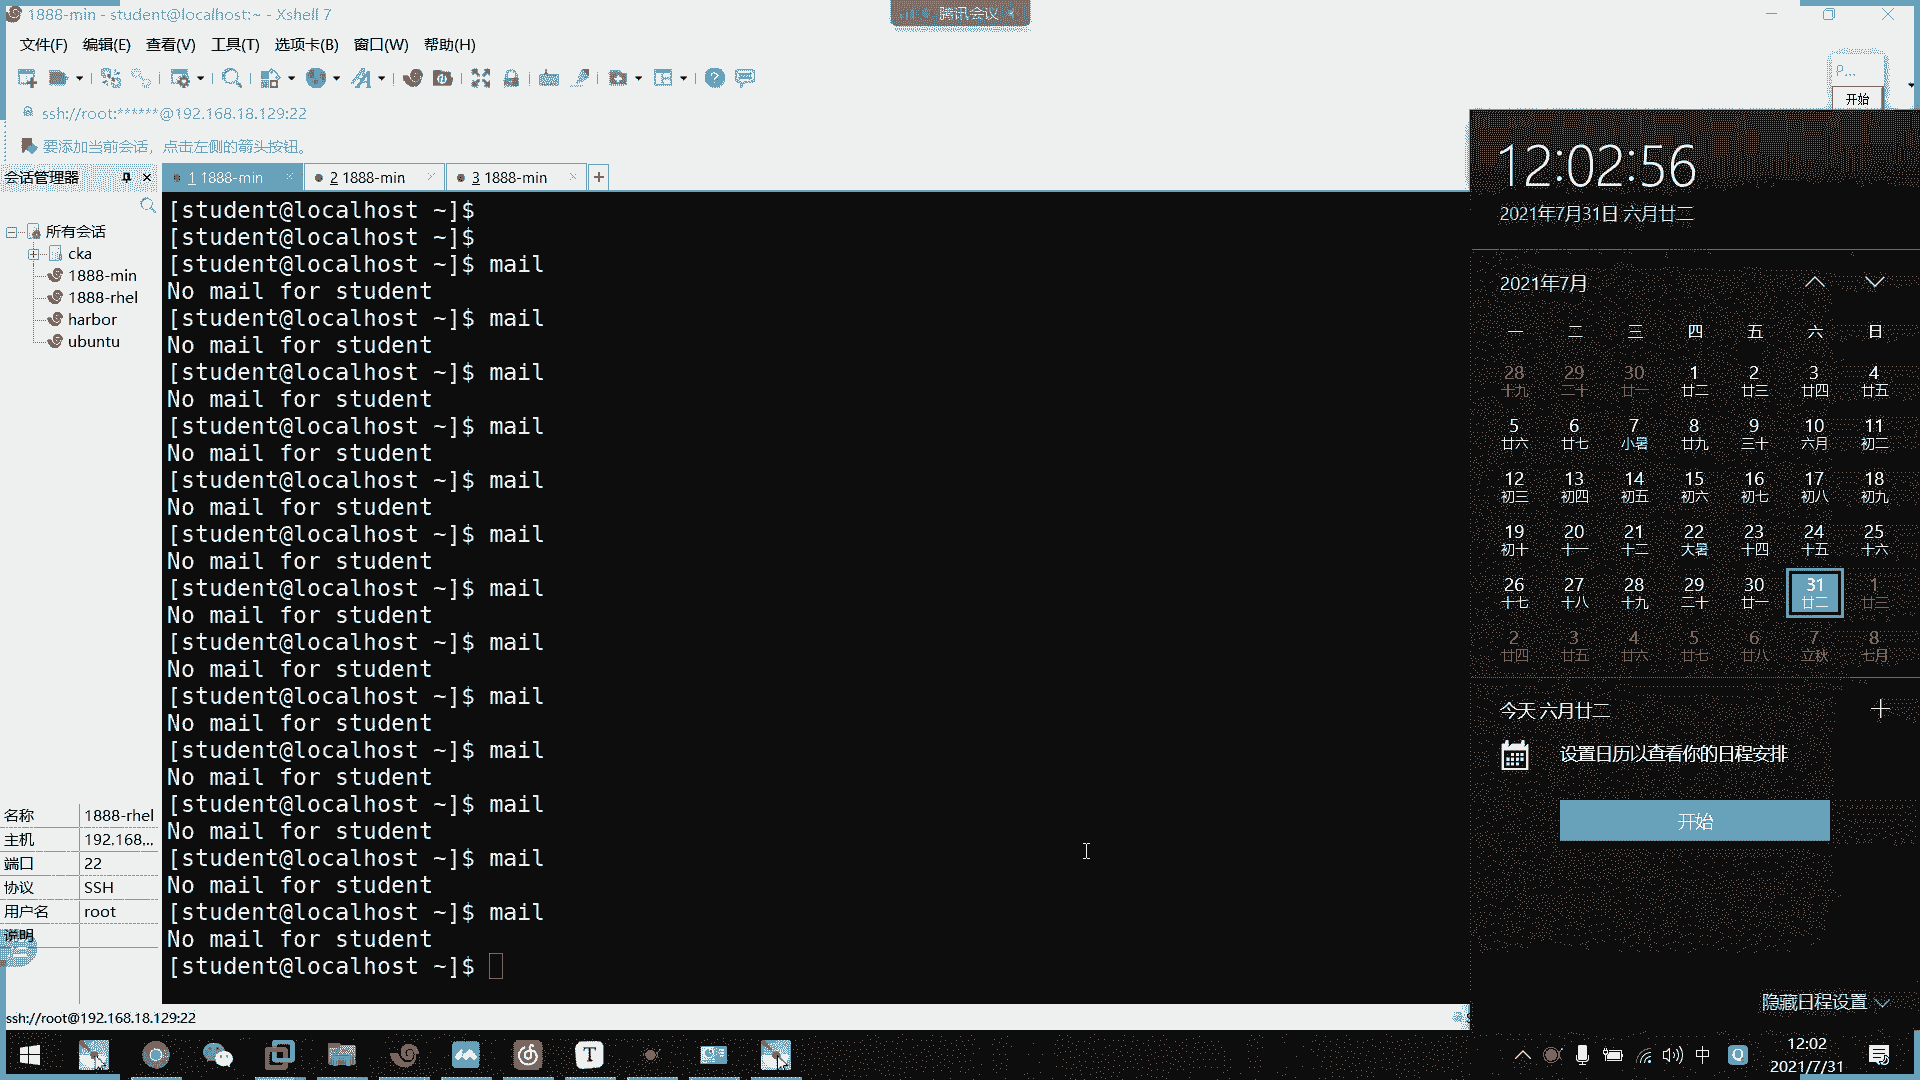 1888-min - student@localhost:~ - Xshell 7
腾讯会议
文件(F) 编辑(E) 查看(V) 工具(T) 选项卡(B) 窗口(W) 帮助(H)
P...
开始
ssh://root:******@192.168.18.129:22
要添加当前会话，点击左侧的箭头按钮。
会话管理器
1 1888-min
2 1888-min
3 1888-min
所有会话
cka
1888-min
1888-rhel
harbor
ubuntu
名称 1888-rhel
主机 192.168,...
端口 22
协议 SSH
用户名 root
说明
[student@localhost ~]$
[student@localhost ~]$
[student@localhost ~]$ mail
No mail for student
[student@localhost ~]$ mail
No mail for student
[student@localhost ~]$ mail
No mail for student
[student@localhost ~]$ mail
No mail for student
[student@localhost ~]$ mail
No mail for student
[student@localhost ~]$ mail
No mail for student
[student@localhost ~]$ mail
No mail for student
[student@localhost ~]$ mail
No mail for student
[student@localhost ~]$ mail
No mail for student
[student@localhost ~]$ mail
No mail for student
[student@localhost ~]$ mail
No mail for student
[student@localhost ~]$ mail
No mail for student
[student@localhost ~]$ mail
No mail for student
[student@localhost ~]$
12:02:56
2021年7月31日 六月廿二
2021年7月
一 二 三 四 五 六 日
28 29 30 1 2 3 4
十九 二十 廿一 廿二 廿三 廿四 廿五
5 6 7 8 9 10 11
廿六 廿七 小暑 廿九 三十 六月 初二
12 13 14 15 16 17 18
初三 初四 初五 初六 初七 初八 初九
19 20 21 22 23 24 25
初十 十一 十二 大暑 十四 十五 十六
26 27 28 29 30 31 1
十七 十八 十九 二十 廿一 廿二 廿三
2 3 4 5 6 7 8
廿四 廿五 廿六 廿七 廿八 立秋 七月
今天 六月廿二
设置日历以查看你的日程安排
开始
隐藏日程设置
ssh://root@192.168.18.129:22
T
中
Q
12:02
2021/7/31